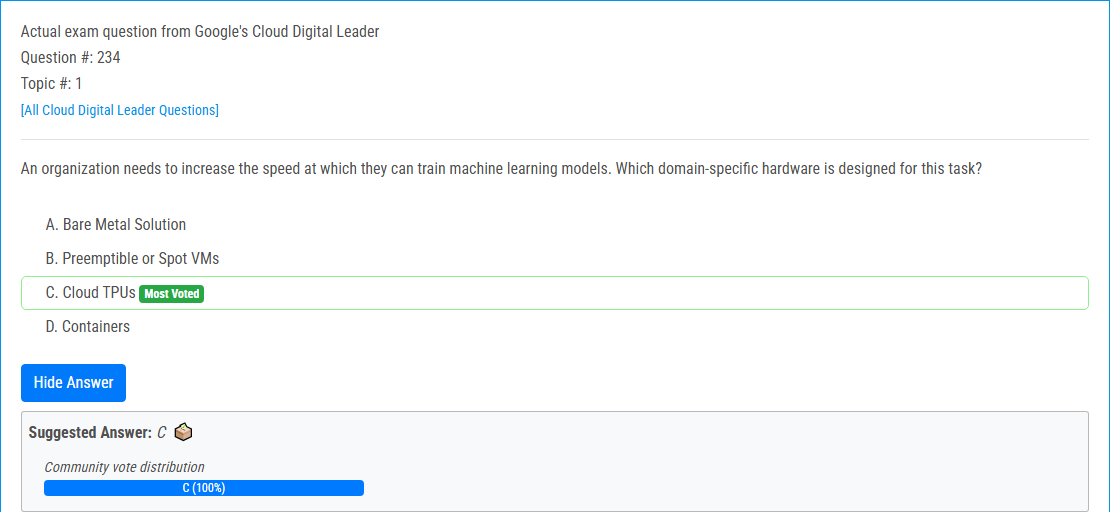 Actual exam question from Google's Cloud Digital Leader
Question #: 234
Topic #: 1
[All Cloud Digital Leader Questions]
An organization needs to increase the speed at which they can train machine learning models. Which domain-specific hardware is designed for this task?
A. Bare Metal Solution
B. Preemptible or Spot VMs
C. Cloud TPUs Most Voted
D. Containers
Hide Answer
Suggested Answer: C
Community vote distribution
C (100%)